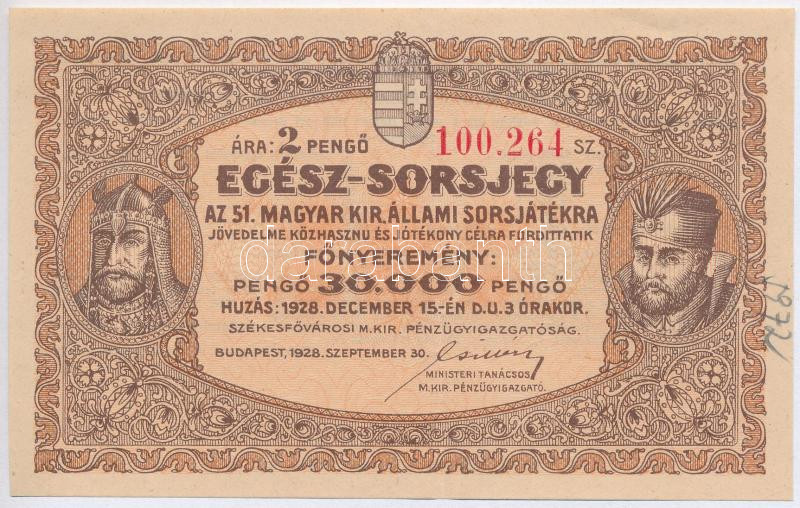 ÁRA: 2 PENGŐ 100.264 SZ.
EGÉSZ-SORSJEGY
AZ 51. MAGYAR KIR. ÁLLAMI SORSJÁTÉKRA
JÖVEDELME KÖZHASZNU ÉS JÓTÉKONY CÉLRA FORDITTATIK
FŐNYEREMÉNY:
PENGŐ 30.000 PENGŐ
HUZÁS: 1928. DECEMBER 15.-ÉN D.U. 3 ÓRAKOR.
SZÉKESFŐVÁROSI M. KIR. PÉNZÜGYIGAZGATÓSÁG.
BUDAPEST, 1928. SZEPTEMBER 30.
MINISTERI TANÁCSOS
M. KIR. PÉNZÜGYIGAZGATÓ.
darabanth